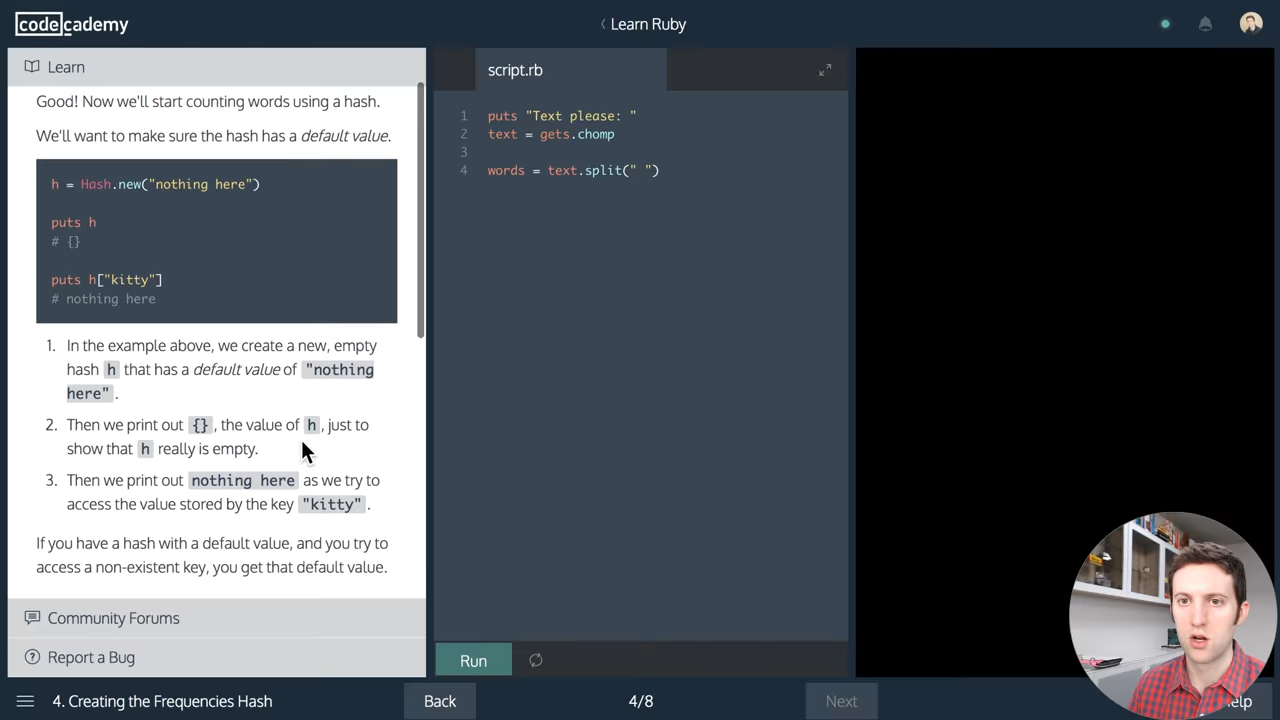 codecademy
Learn Ruby
Learn
Good! Now we'll start counting words using a hash.
We'll want to make sure the hash has a default value.
h = Hash.new("nothing here")
puts h
# {}
puts h["kitty"]
# nothing here
1. In the example above, we create a new, empty
hash h that has a default value of "nothing
here" .
2. Then we print out {} , the value of h , just to
show that h really is empty.
3. Then we print out nothing here as we try to
access the value stored by the key "kitty" .
If you have a hash with a default value, and you try to
access a non-existent key, you get that default value.
Community Forums
Report a Bug
script.rb
1 puts "Text please: "
2 text = gets.chomp
3
4 words = text.split(" ")
Run
4. Creating the Frequencies Hash
Back
4/8
Next